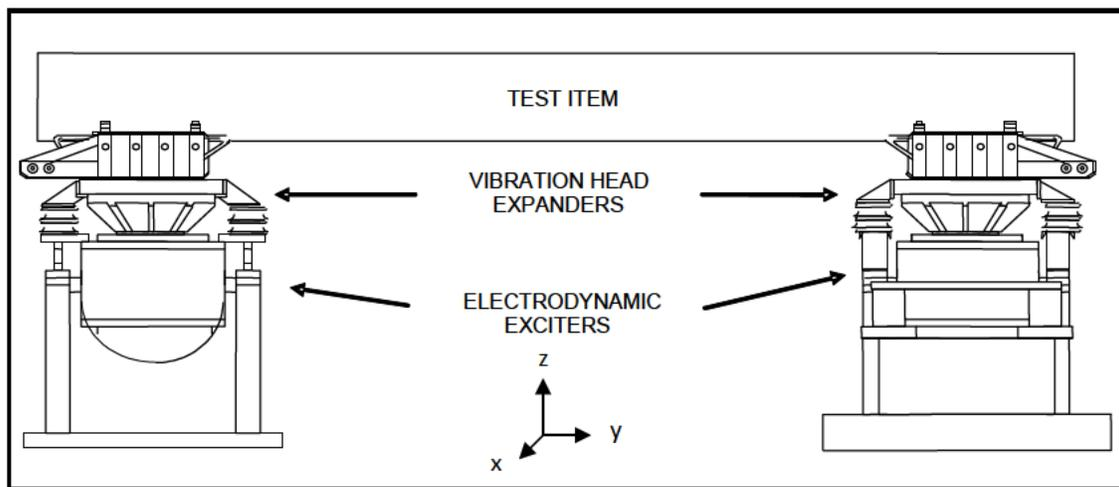 TEST ITEM
VIBRATION HEAD
EXPANDERS
ELECTRODYNAMIC
EXCITERS
z
y
x